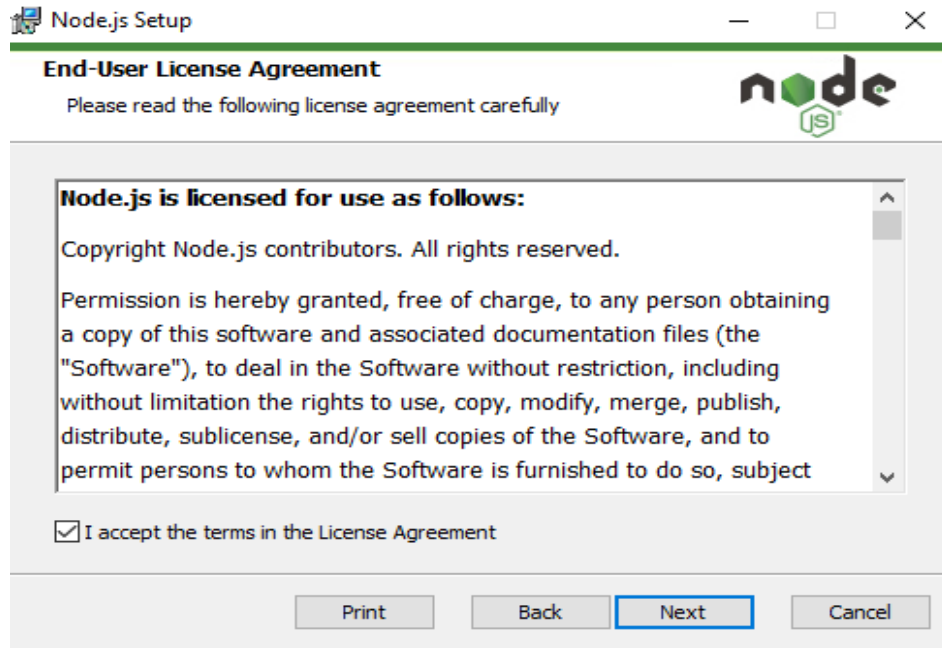 Node.js Setup
End-User License Agreement
Please read the following license agreement carefully
node
JS
Node.js is licensed for use as follows:
Copyright Node.js contributors. All rights reserved.
Permission is hereby granted, free of charge, to any person obtaining
a copy of this software and associated documentation files (the
"Software"), to deal in the Software without restriction, including
without limitation the rights to use, copy, modify, merge, publish,
distribute, sublicense, and/or sell copies of the Software, and to
permit persons to whom the Software is furnished to do so, subject
I accept the terms in the License Agreement
Print Back Next Cancel